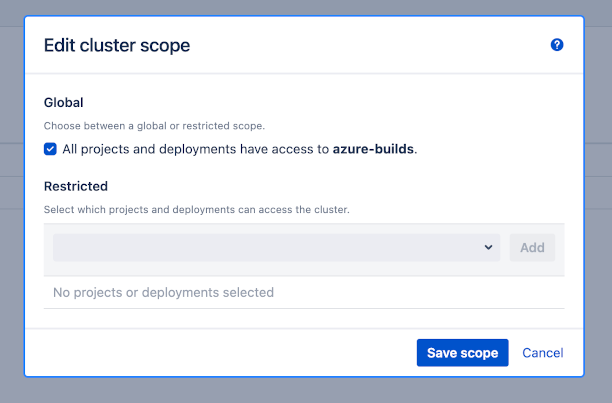 Edit cluster scope
?
Global
Choose between a global or restricted scope.
All projects and deployments have access to azure-builds.
Restricted
Select which projects and deployments can access the cluster.
Add
No projects or deployments selected
Save scope Cancel